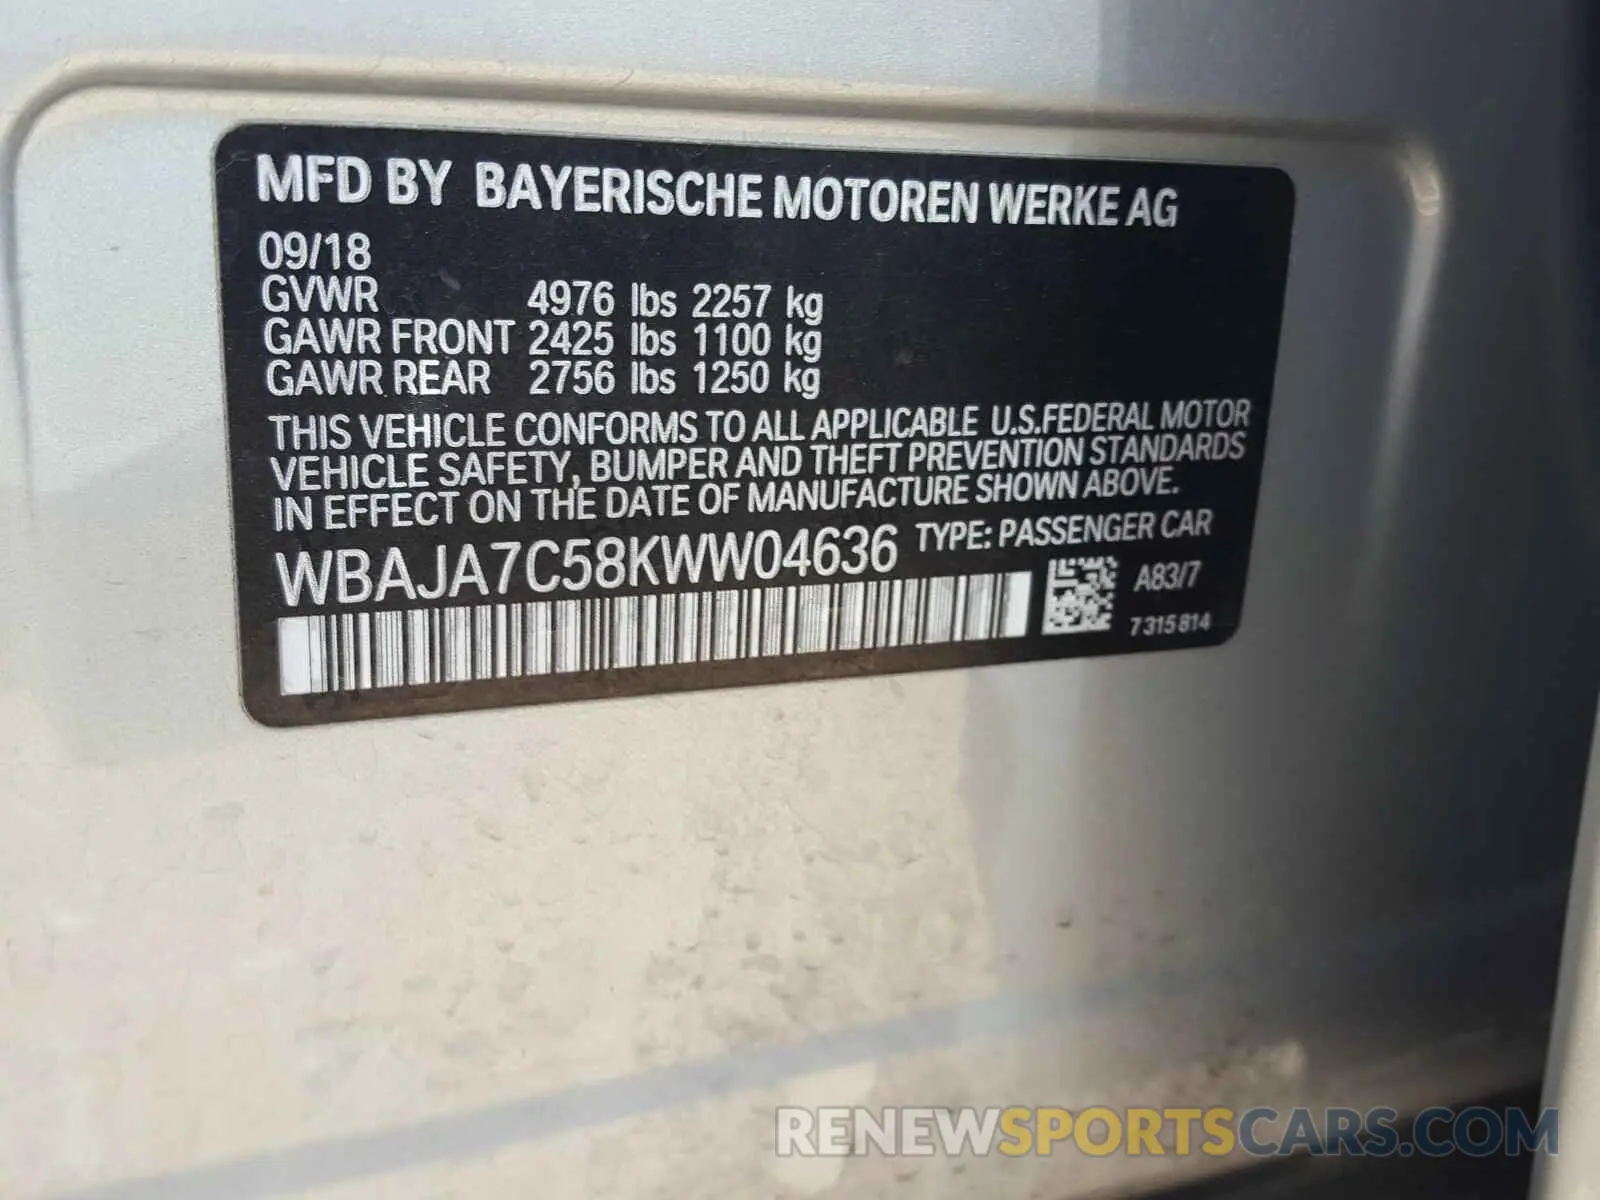 MFD BY BAYERISCHE MOTOREN WERKE AG
09/18
GVWR 4976 lbs 2257 kg
GAWR FRONT 2425 lbs 1100 kg
GAWR REAR 2756 lbs 1250 kg
THIS VEHICLE CONFORMS TO ALL APPLICABLE U.S.FEDERAL MOTOR
VEHICLE SAFETY, BUMPER AND THEFT PREVENTION STANDARDS
IN EFFECT ON THE DATE OF MANUFACTURE SHOWN ABOVE.
WBAJA7C58KWW04636 TYPE: PASSENGER CAR
A83/7
7315814
RENEWSPORTSCARS.COM